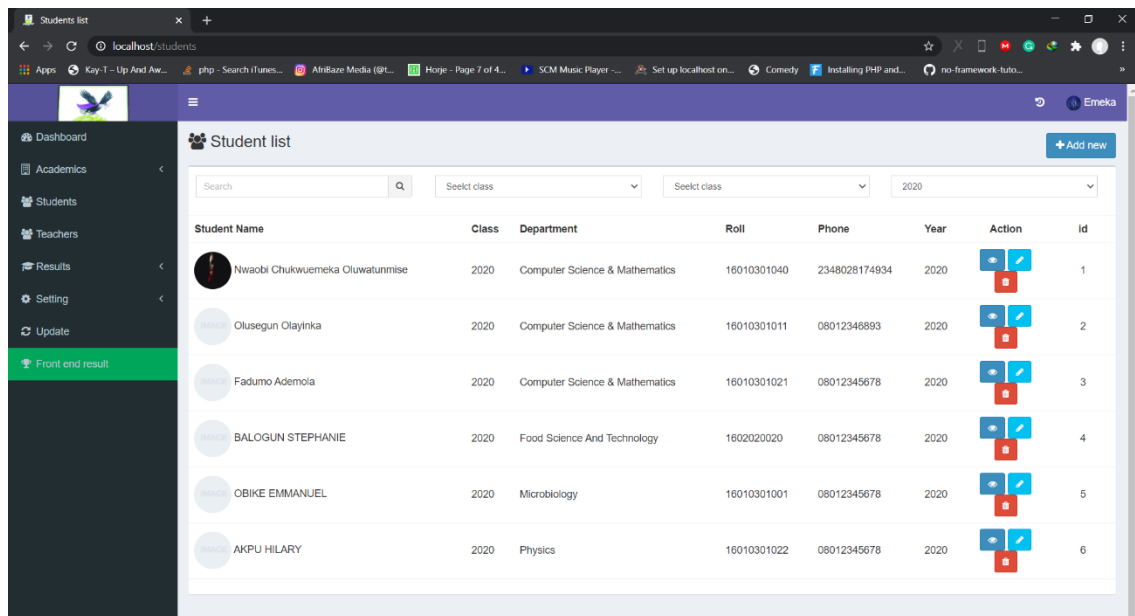 Students list
localhost/students
Apps Kay-T – Up And Aw... php - Search iTunes... AfriBaze Media (@t... Horje - Page 7 of 4... SCM Music Player -... Set up localhost on... Comedy Installing PHP and... no-framework-tuto... »
Emeka
Dashboard
Academics
Students
Teachers
Results
Setting
Update
Front end result
Student list
+ Add new
Search Seelct class Seelct class 2020
Student Name Class Department Roll Phone Year Action id
Nwaobi Chukwuemeka Oluwatunmise 2020 Computer Science & Mathematics 16010301040 2348028174934 2020 1
IMAGE Olusegun Olayinka 2020 Computer Science & Mathematics 16010301011 08012346893 2020 2
IMAGE Fadumo Ademola 2020 Computer Science & Mathematics 16010301021 08012345678 2020 3
IMAGE BALOGUN STEPHANIE 2020 Food Science And Technology 1602020020 08012345678 2020 4
IMAGE OBIKE EMMANUEL 2020 Microbiology 16010301001 08012345678 2020 5
IMAGE AKPU HILARY 2020 Physics 16010301022 08012345678 2020 6